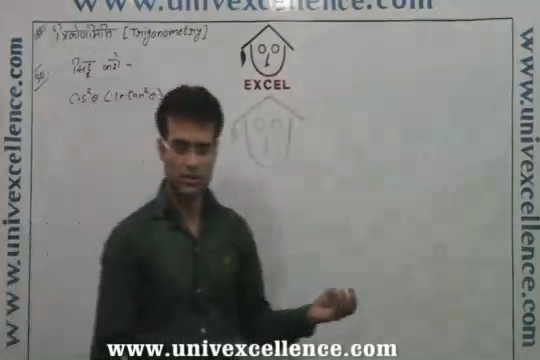 www.univexcellence.com
# त्रिकोणमिति [Trigonometry]
सिद्ध करो -
Cos²θ (1+tan²θ)
EXCEL
www.univexcellence.com
www.univexcellence.com
www.univexcellence.com